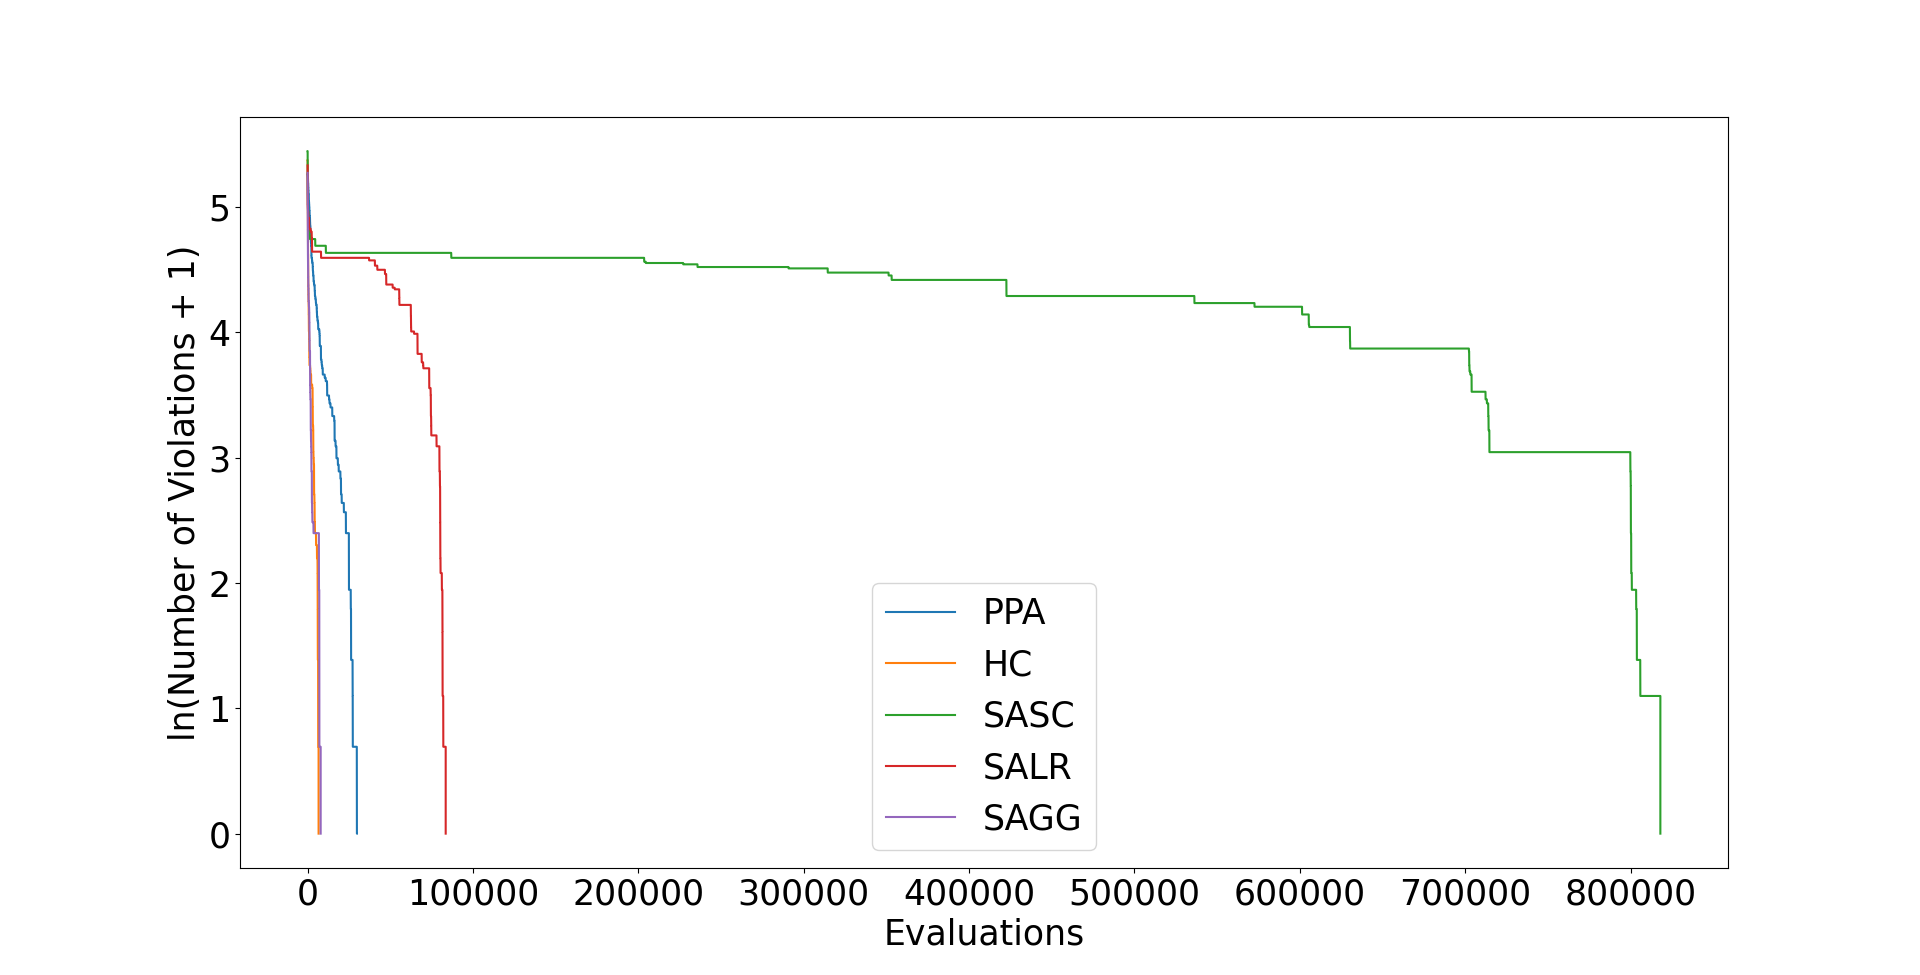 ln(Number of Violations + 1)
5
4
3
2
1
0
PPA
HC
SASC
SALR
SAGG
0 100000 200000 300000 400000 500000 600000 700000 800000
Evaluations